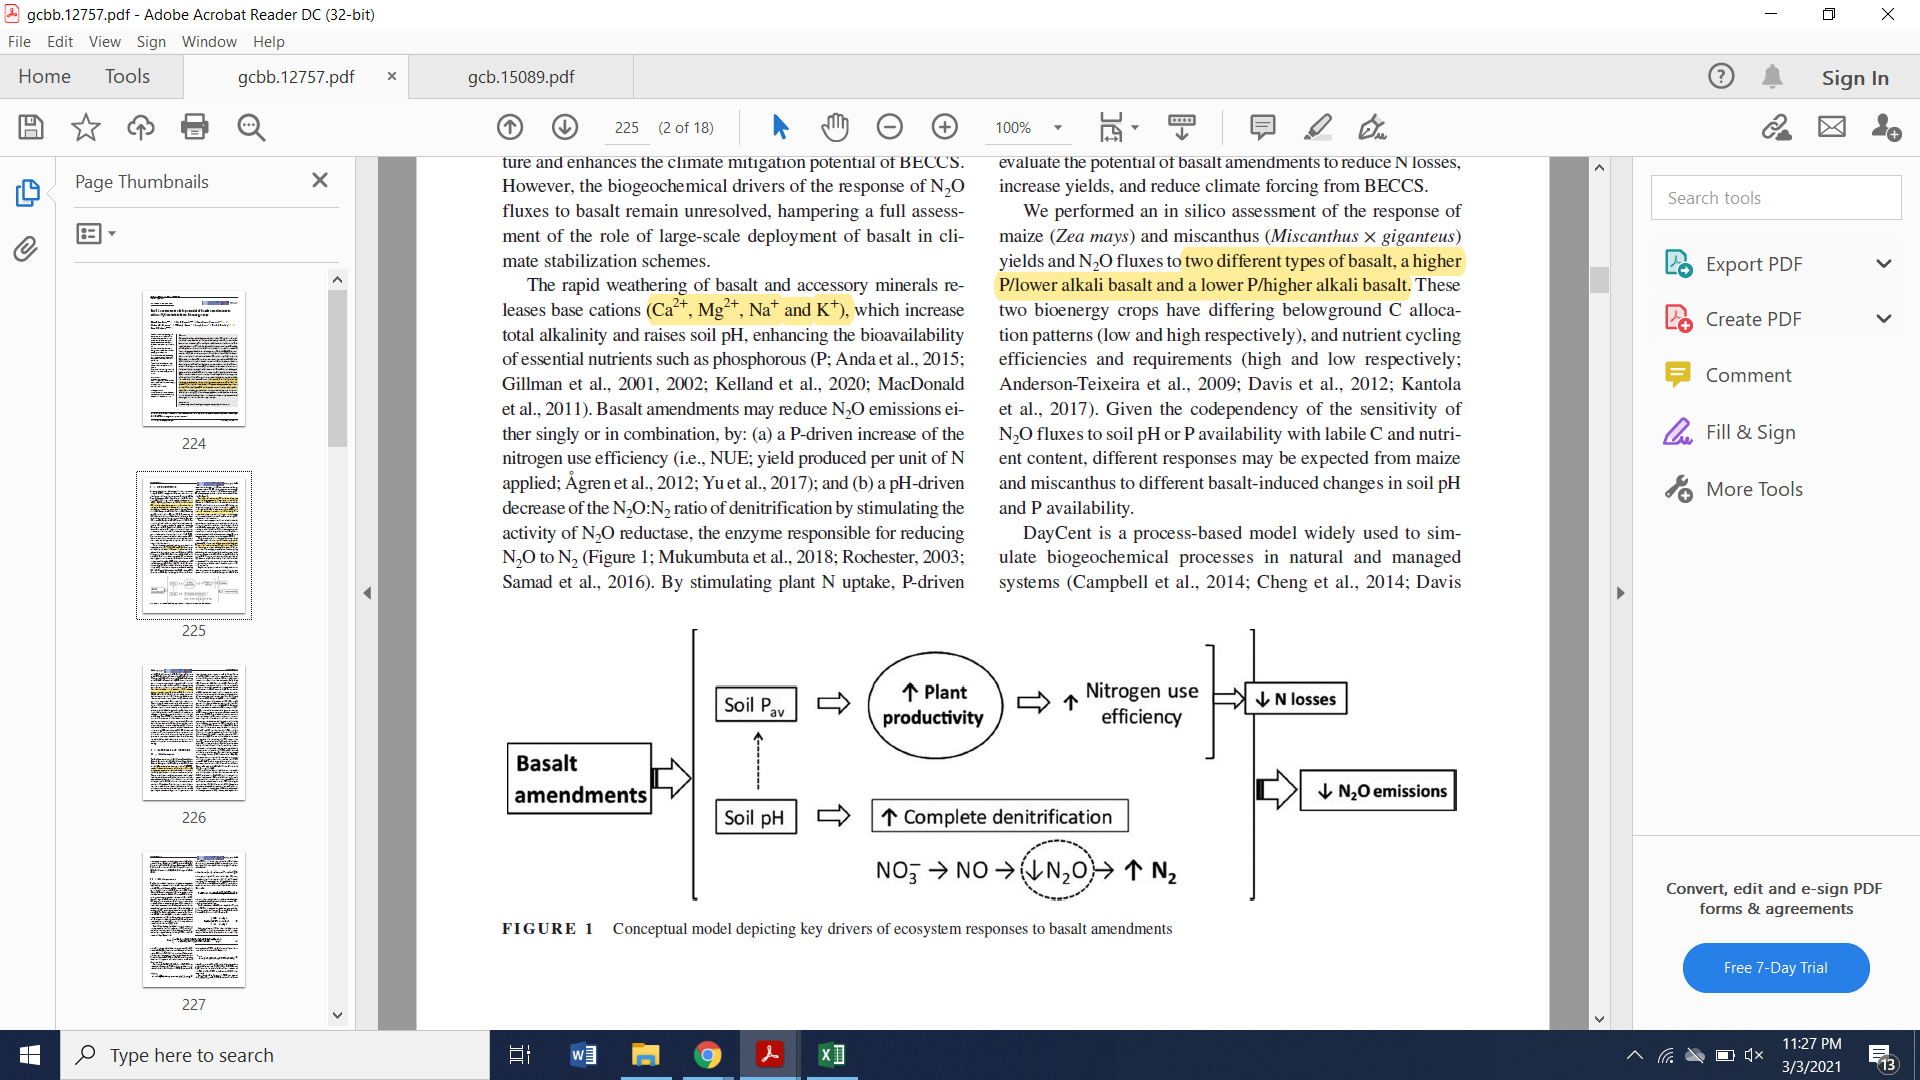 gcbb.12757.pdf - Adobe Acrobat Reader DC (32-bit)
File Edit View Sign Window Help
Home Tools gcbb.12757.pdf × gcb.15089.pdf Sign In
225 (2 of 18) 100%
Page Thumbnails
224
225
226
227
ture and enhances the climate mitigation potential of BECCS.
However, the biogeochemical drivers of the response of N₂O
fluxes to basalt remain unresolved, hampering a full assess-
ment of the role of large-scale deployment of basalt in cli-
mate stabilization schemes.
The rapid weathering of basalt and accessory minerals re-
leases base cations (Ca²⁺, Mg²⁺, Na⁺ and K⁺), which increase
total alkalinity and raises soil pH, enhancing the bioavailability
of essential nutrients such as phosphorous (P; Anda et al., 2015;
Gillman et al., 2001, 2002; Kelland et al., 2020; MacDonald
et al., 2011). Basalt amendments may reduce N₂O emissions ei-
ther singly or in combination, by: (a) a P-driven increase of the
nitrogen use efficiency (i.e., NUE; yield produced per unit of N
applied; Ågren et al., 2012; Yu et al., 2017); and (b) a pH-driven
decrease of the N₂O:N₂ ratio of denitrification by stimulating the
activity of N₂O reductase, the enzyme responsible for reducing
N₂O to N₂ (Figure 1; Mukumbuta et al., 2018; Rochester, 2003;
Samad et al., 2016). By stimulating plant N uptake, P-driven
evaluate the potential of basalt amendments to reduce N losses,
increase yields, and reduce climate forcing from BECCS.
We performed an in silico assessment of the response of
maize (Zea mays) and miscanthus (Miscanthus × giganteus)
yields and N₂O fluxes to two different types of basalt, a higher
P/lower alkali basalt and a lower P/higher alkali basalt. These
two bioenergy crops have differing belowground C alloca-
tion patterns (low and high respectively), and nutrient cycling
efficiencies and requirements (high and low respectively;
Anderson-Teixeira et al., 2009; Davis et al., 2012; Kantola
et al., 2017). Given the codependency of the sensitivity of
N₂O fluxes to soil pH or P availability with labile C and nutri-
ent content, different responses may be expected from maize
and miscanthus to different basalt-induced changes in soil pH
and P availability.
DayCent is a process-based model widely used to sim-
ulate biogeochemical processes in natural and managed
systems (Campbell et al., 2014; Cheng et al., 2014; Davis
Basalt
amendments
Soil Pav
↑ Plant
productivity
↑ Nitrogen use
efficiency
↓ N losses
Soil pH
↑ Complete denitrification
NO₃⁻ → NO → ↓N₂O → ↑ N₂
↓ N₂O emissions
FIGURE 1 Conceptual model depicting key drivers of ecosystem responses to basalt amendments
Search tools
Export PDF
Create PDF
Comment
Fill & Sign
More Tools
Convert, edit and e-sign PDF
forms & agreements
Free 7-Day Trial
Type here to search
11:27 PM
3/3/2021
13